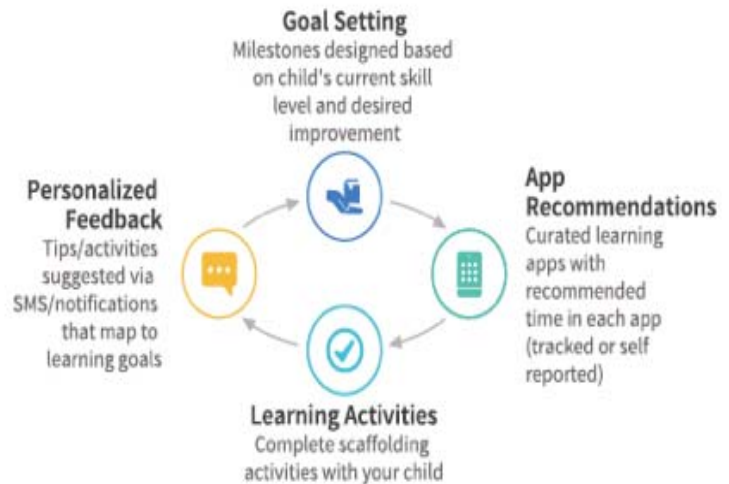 Goal Setting
Milestones designed based
on child's current skill
level and desired
improvement
App
Recommendations
Curated learning
apps with
recommended
time in each app
(tracked or self
reported)
Learning Activities
Complete scaffolding
activities with your child
Personalized
Feedback
Tips/activities
suggested via
SMS/notifications
that map to
learning goals